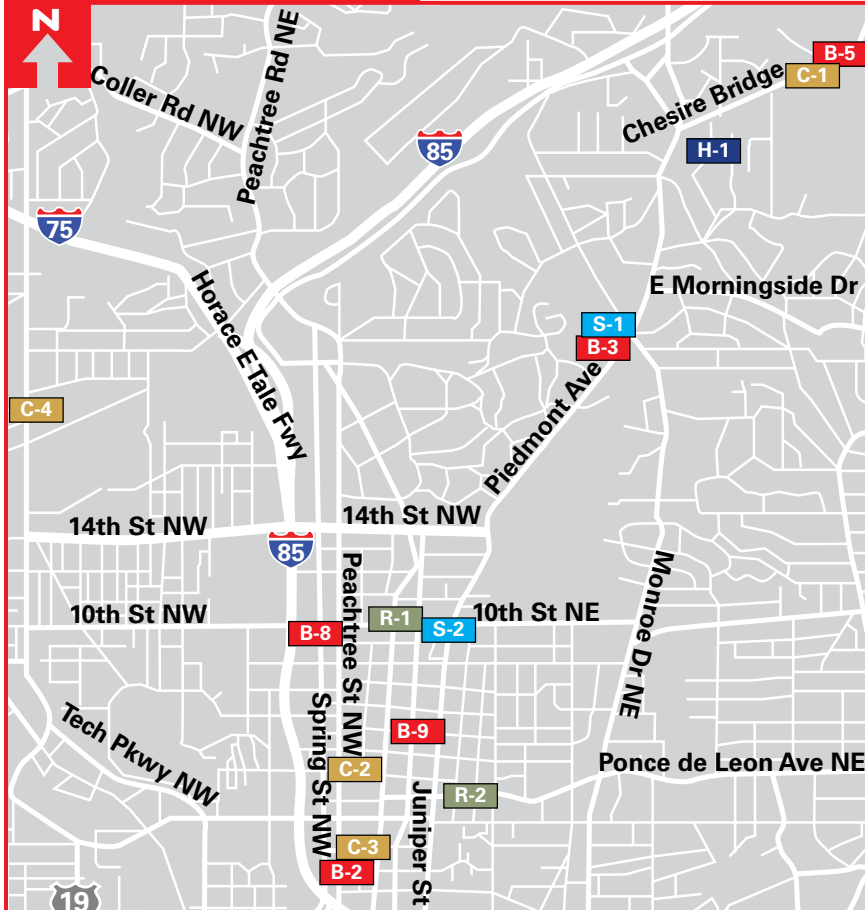 N
Coller Rd NW
Peachtree Rd NE
85
Chesire Bridge
B-5
C-1
H-1
75
Horace E Tale Fwy
E Morningside Dr
S-1
B-3
C-4
Piedmont Ave
14th St NW
14th St NW
85
10th St NW
Peachtree St NW
R-1
10th St NE
B-8
S-2
Monroe Dr NE
Tech Pkwy NW
Spring St NW
B-9
C-2
Ponce de Leon Ave NE
Juniper St
R-2
C-3
B-2
19